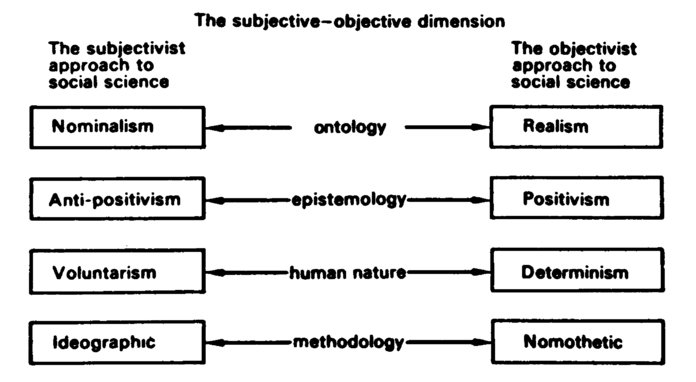 The subjective–objective dimension
The subjectivist
approach to
social science
The objectivist
approach to
social science
Nominalism
ontology
Realism
Anti-positivism
epistemology
Positivism
Voluntarism
human nature
Determinism
Ideographic
methodology
Nomothetic